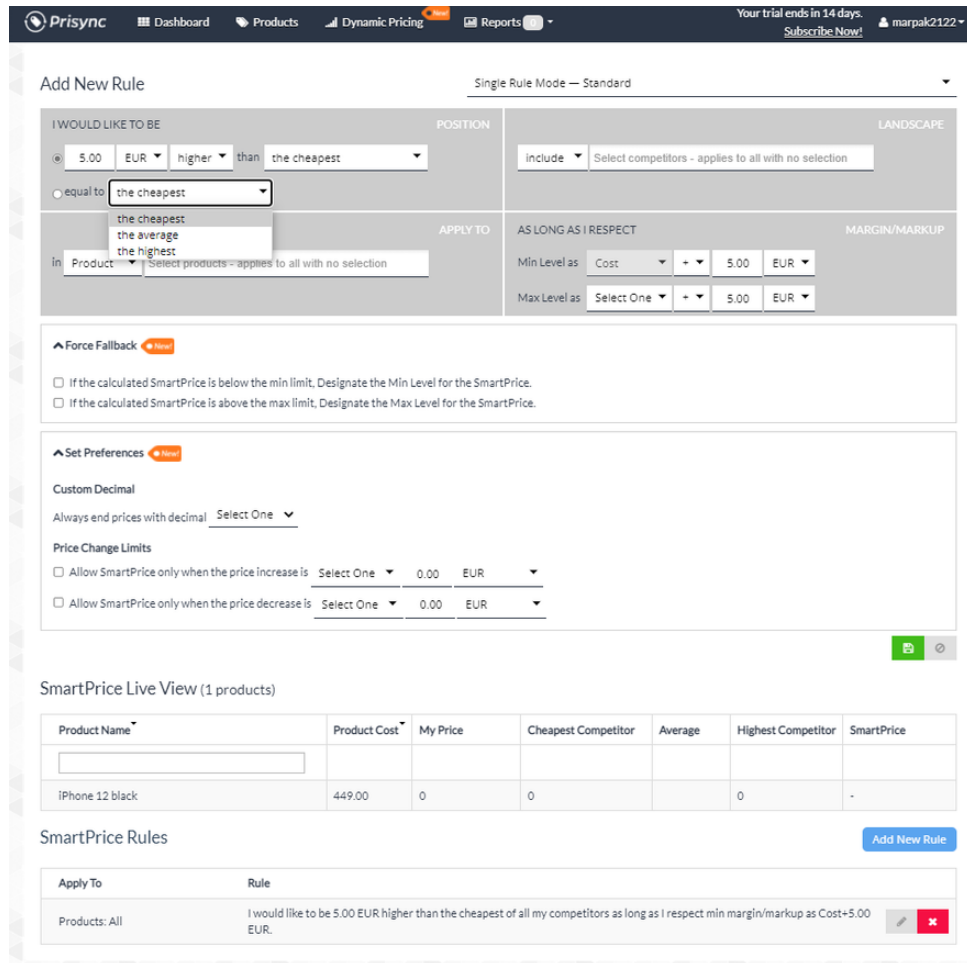 Prisync Dashboard Products Dynamic Pricing New! Reports 0 Your trial ends in 14 days. Subscribe Now! marpak2122
Add New Rule Single Rule Mode — Standard
I WOULD LIKE TO BE POSITION LANDSCAPE
5.00 EUR higher than the cheapest include Select competitors - applies to all with no selection
equal to the cheapest
the cheapest
the average
the highest
APPLY TO AS LONG AS I RESPECT MARGIN/MARKUP
in Product Select products - applies to all with no selection Min Level as Cost + 5.00 EUR
Max Level as Select One + 5.00 EUR
Force Fallback New!
If the calculated SmartPrice is below the min limit, Designate the Min Level for the SmartPrice.
If the calculated SmartPrice is above the max limit, Designate the Max Level for the SmartPrice.
Set Preferences New!
Custom Decimal
Always end prices with decimal Select One
Price Change Limits
Allow SmartPrice only when the price increase is Select One 0.00 EUR
Allow SmartPrice only when the price decrease is Select One 0.00 EUR
SmartPrice Live View (1 products)
Product Name Product Cost My Price Cheapest Competitor Average Highest Competitor SmartPrice
iPhone 12 black 449.00 0 0 0 -
SmartPrice Rules Add New Rule
Apply To Rule
Products: All I would like to be 5.00 EUR higher than the cheapest of all my competitors as long as I respect min margin/markup as Cost+5.00
EUR.